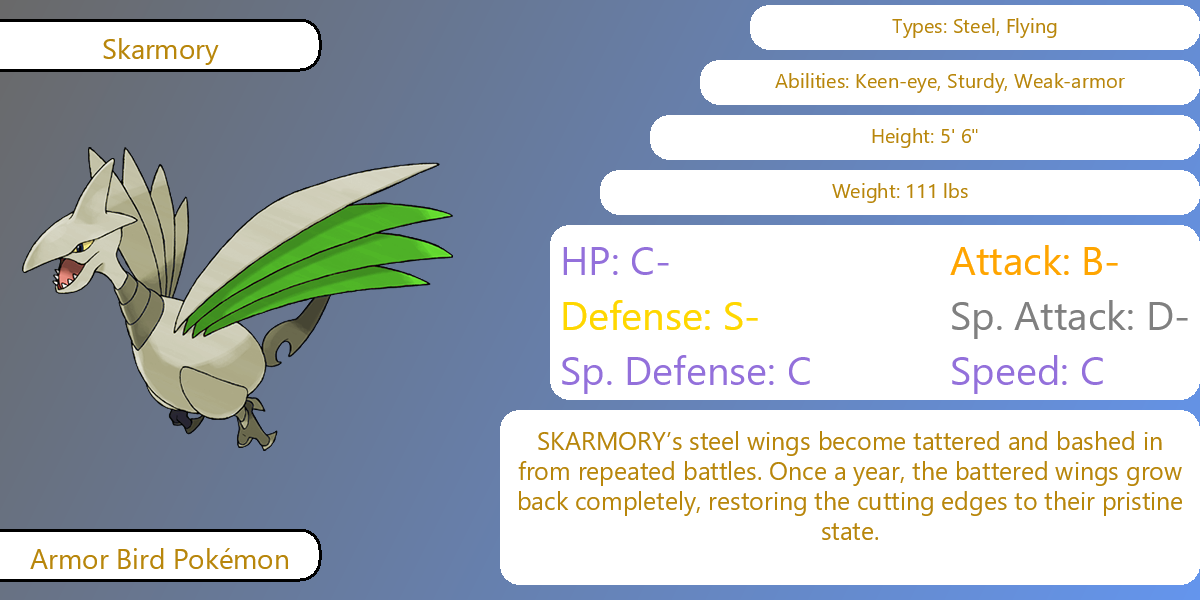 Skarmory
Types: Steel, Flying
Abilities: Keen-eye, Sturdy, Weak-armor
Height: 5' 6"
Weight: 111 lbs
HP: C-
Attack: B-
Defense: S-
Sp. Attack: D-
Sp. Defense: C
Speed: C
SKARMORY’s steel wings become tattered and bashed in
from repeated battles. Once a year, the battered wings grow
back completely, restoring the cutting edges to their pristine
state.
Armor Bird Pokémon